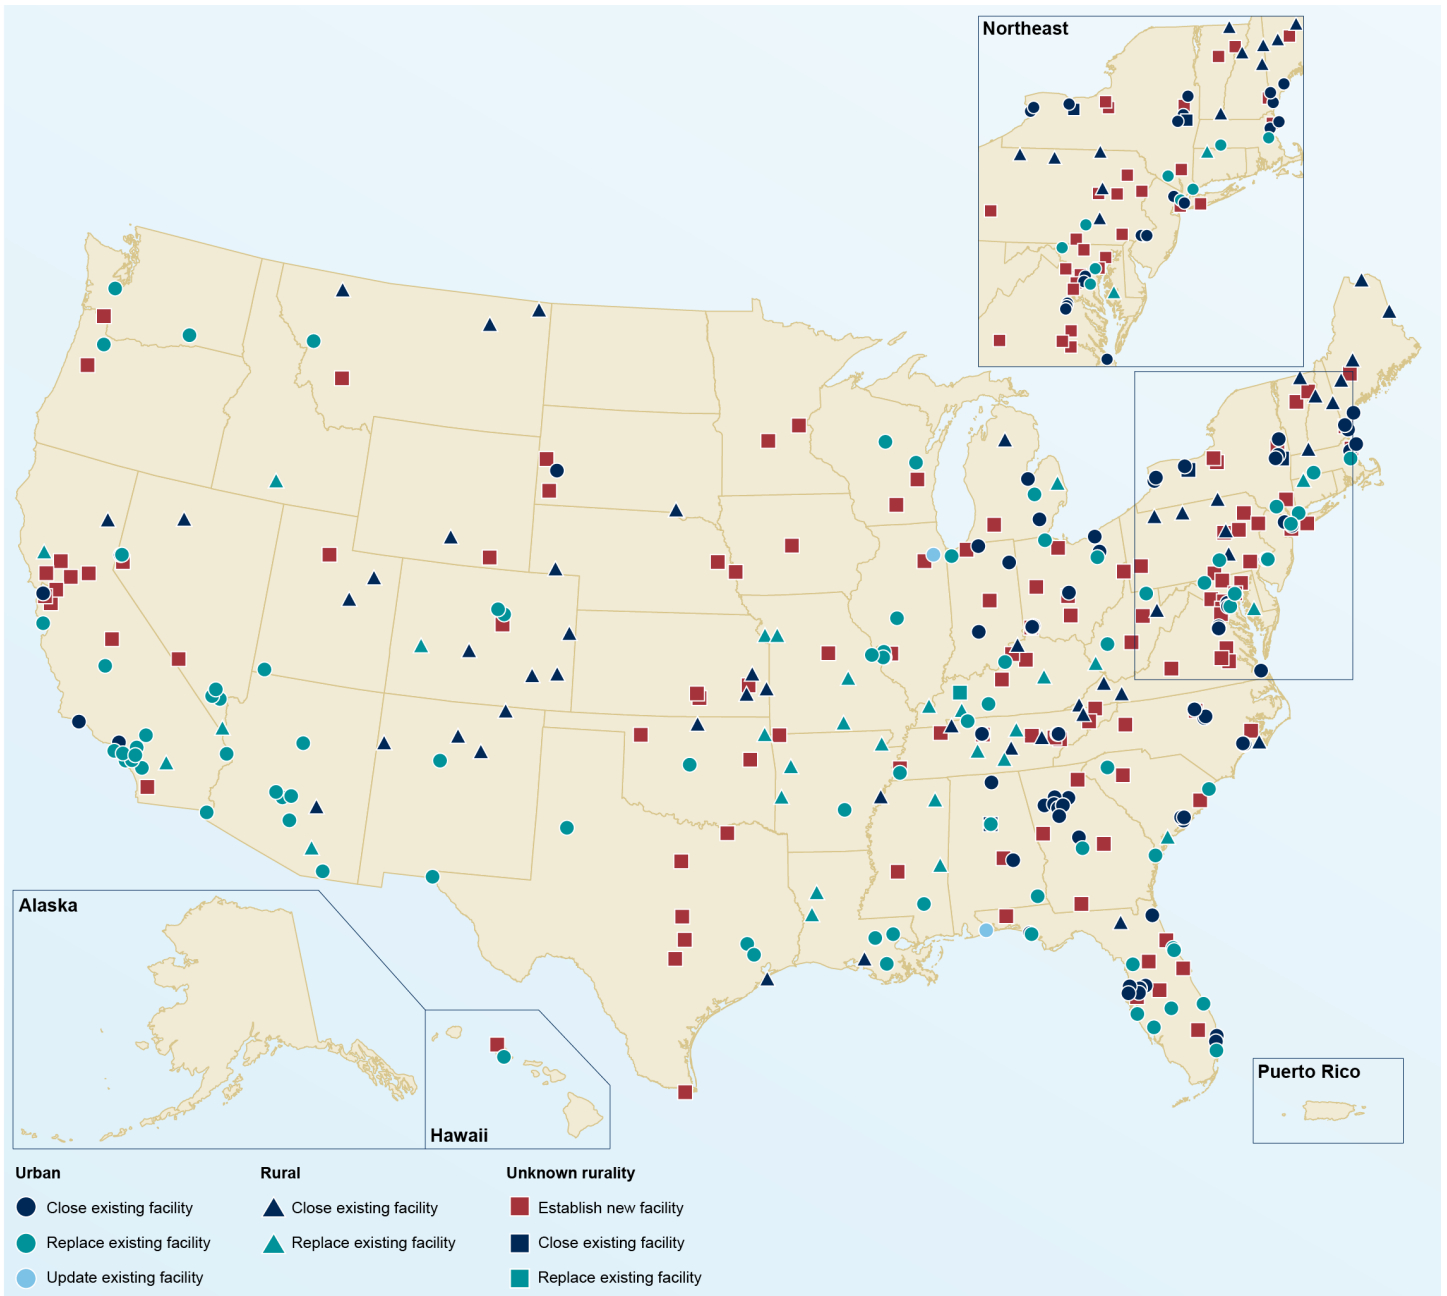 Northeast
Alaska
Hawaii
Puerto Rico
Urban
Close existing facility
Replace existing facility
Update existing facility
Rural
Close existing facility
Replace existing facility
Unknown rurality
Establish new facility
Close existing facility
Replace existing facility